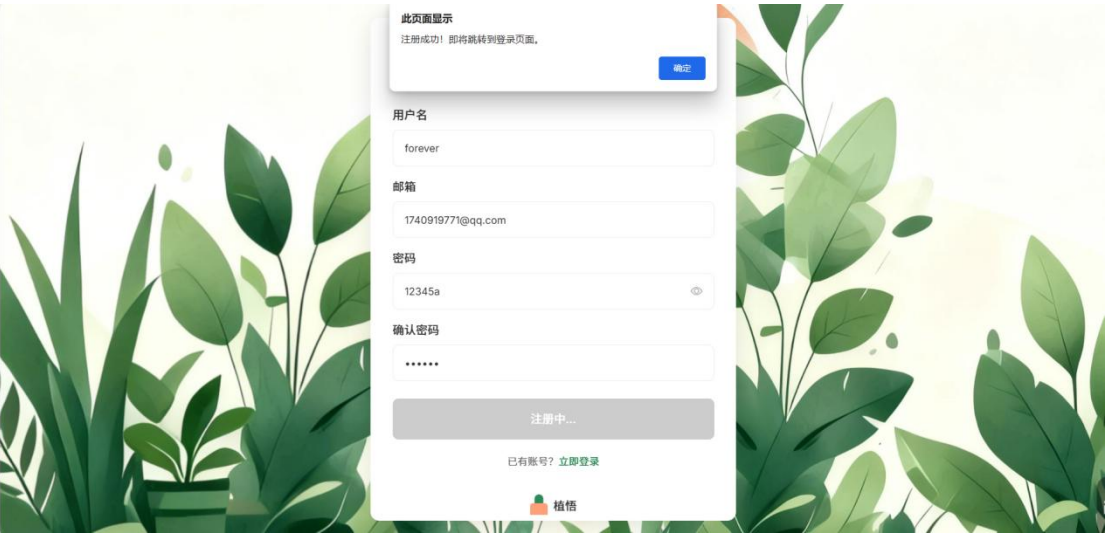 此页面显示
注册成功！即将跳转到登录页面。
确定
用户名
forever
邮箱
1740919771@qq.com
密码
12345a
确认密码
••••••
注册中...
已有账号？立即登录
植悟